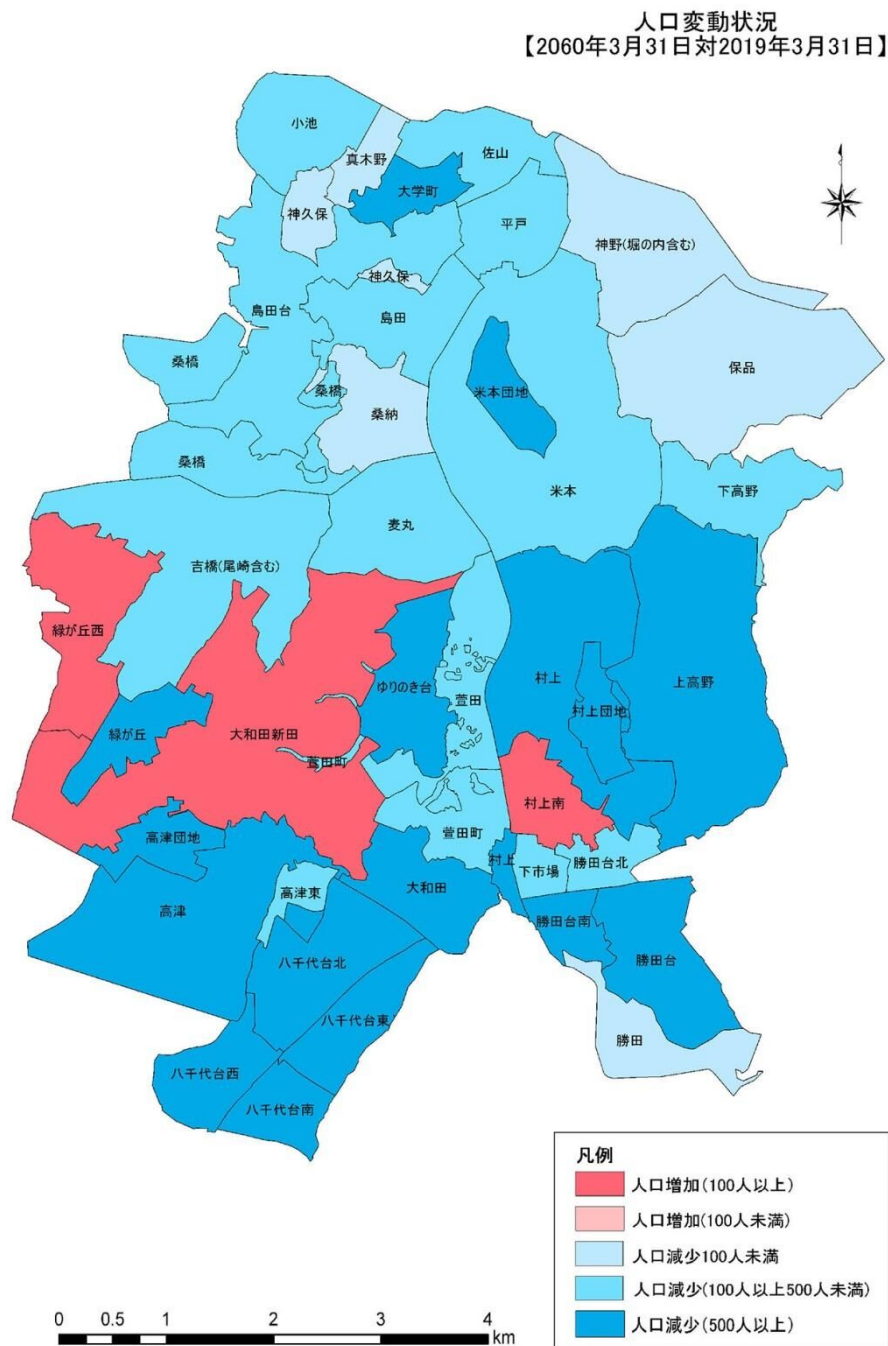 人口変動状況
【2060年3月31日対2019年3月31日】
小池
真木野
佐山
大学町
神久保
平戸
神野(堀の内含む)
神久保
島田台
島田
保品
桑橋
桑橋
米本団地
桑納
桑橋
米本
下高野
麦丸
吉橋(尾崎含む)
緑が丘西
村上
上高野
ゆりのき台
萱田
村上団地
緑が丘
大和田新田
萱田町
村上南
高津団地
萱田町
村上
下市場
勝田台北
高津東
大和田
高津
勝田台南
八千代台北
勝田台
八千代台東
勝田
八千代台西
八千代台南
凡例
人口増加(100人以上)
人口増加(100人未満)
人口減少100人未満
人口減少(100人以上500人未満)
人口減少(500人以上)
0 0.5 1 2 3 4
km